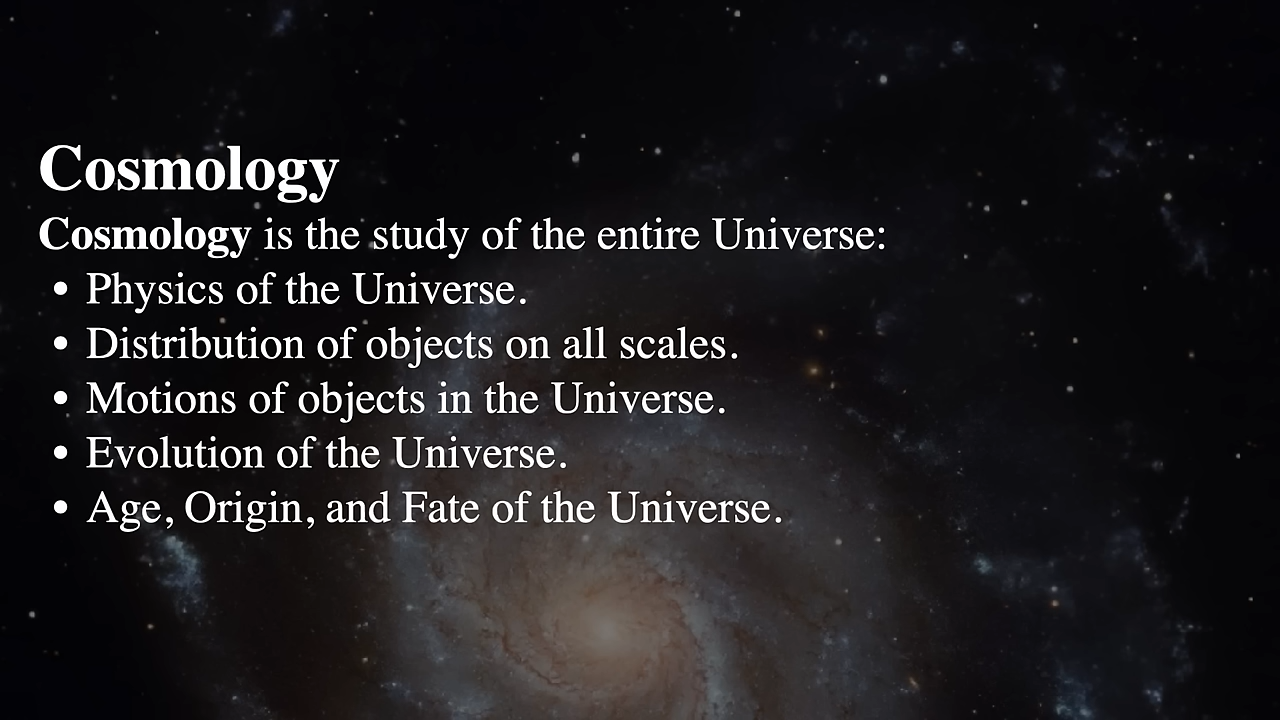 Cosmology
Cosmology is the study of the entire Universe:
• Physics of the Universe.
• Distribution of objects on all scales.
• Motions of objects in the Universe.
• Evolution of the Universe.
• Age, Origin, and Fate of the Universe.